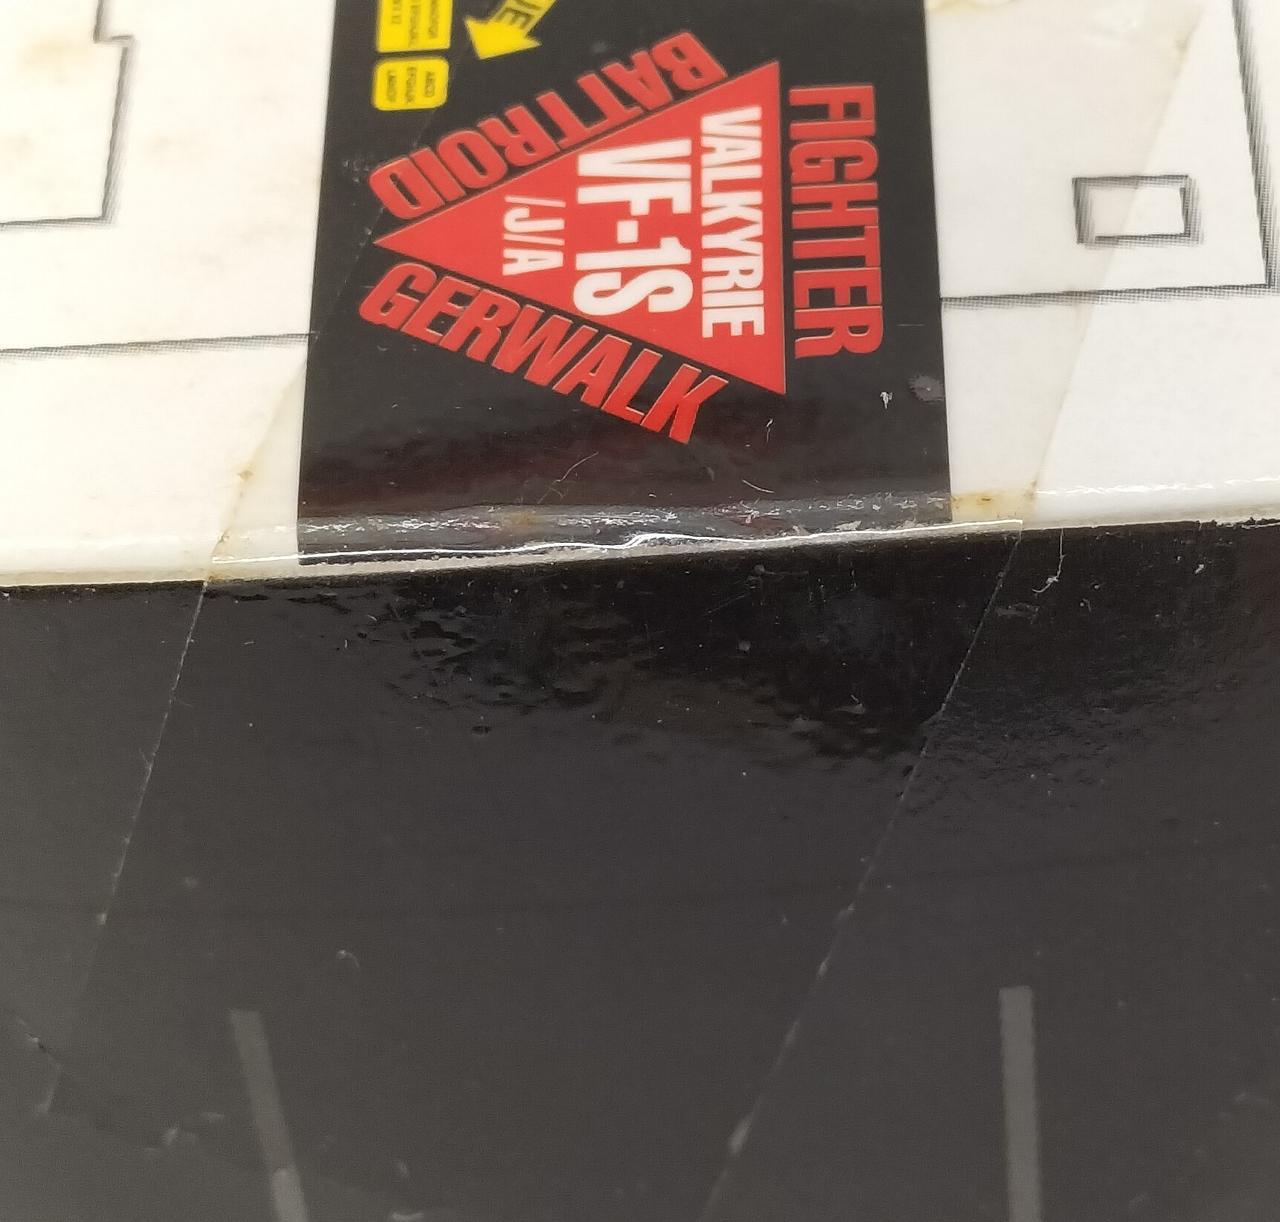 FIGHTER
VALKYRIE
VF-1S
/J/A
BATTROID
GERWALK